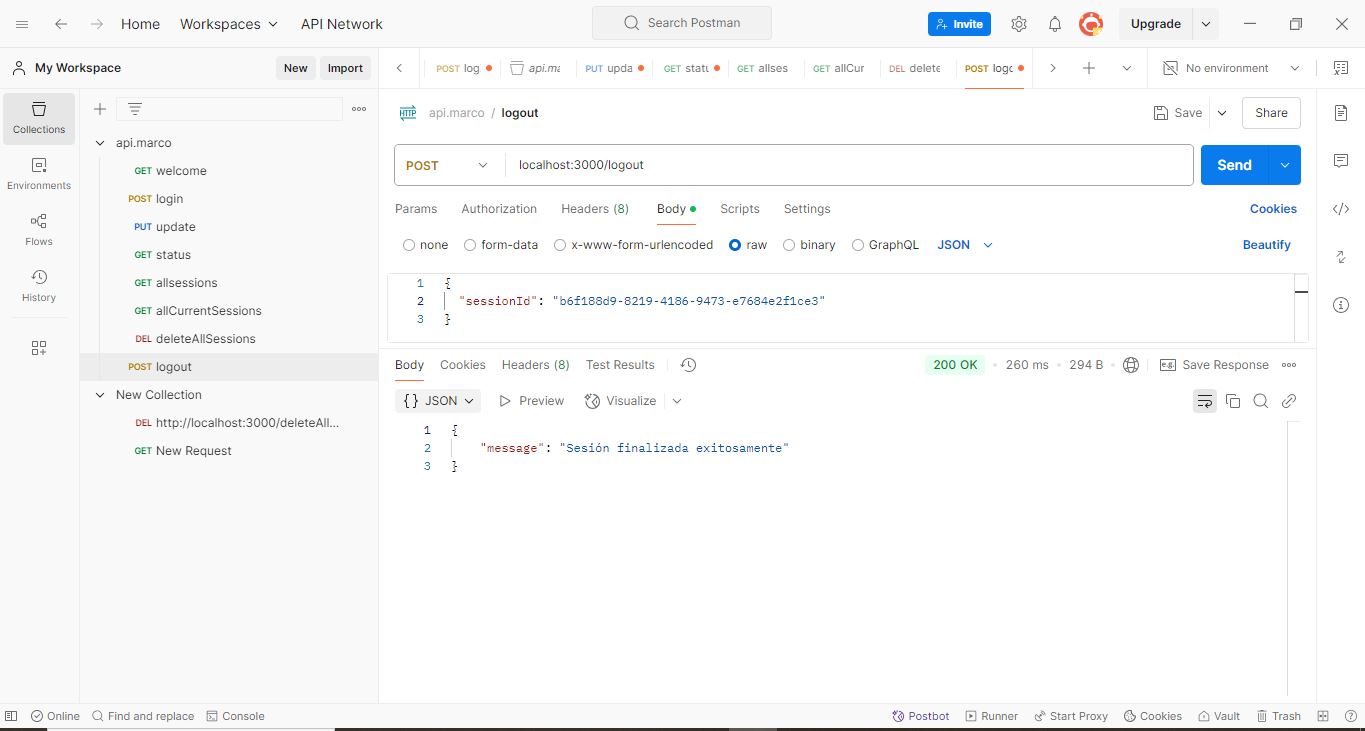 Home Workspaces API Network Search Postman Invite Upgrade
My Workspace New Import POST log api.ma PUT upda GET statu GET allses GET allCur DEL delete POST logo No environment
Collections
Environments
Flows
History
api.marco
GET welcome
POST login
PUT update
GET status
GET allsessions
GET allCurrentSessions
DEL deleteAllSessions
POST logout
New Collection
DEL http://localhost:3000/deleteAll...
GET New Request
HTTP api.marco / logout Save Share
POST localhost:3000/logout Send
Params Authorization Headers (8) Body Scripts Settings Cookies
none form-data x-www-form-urlencoded raw binary GraphQL JSON Beautify
1 {
2 "sessionId": "b6f188d9-8219-4186-9473-e7684e2f1ce3"
3 }
Body Cookies Headers (8) Test Results 200 OK • 260 ms • 294 B • e.g. Save Response
{} JSON Preview Visualize
1 {
2 "message": "Sesión finalizada exitosamente"
3 }
Online Find and replace Console Postbot Runner Start Proxy Cookies Vault Trash